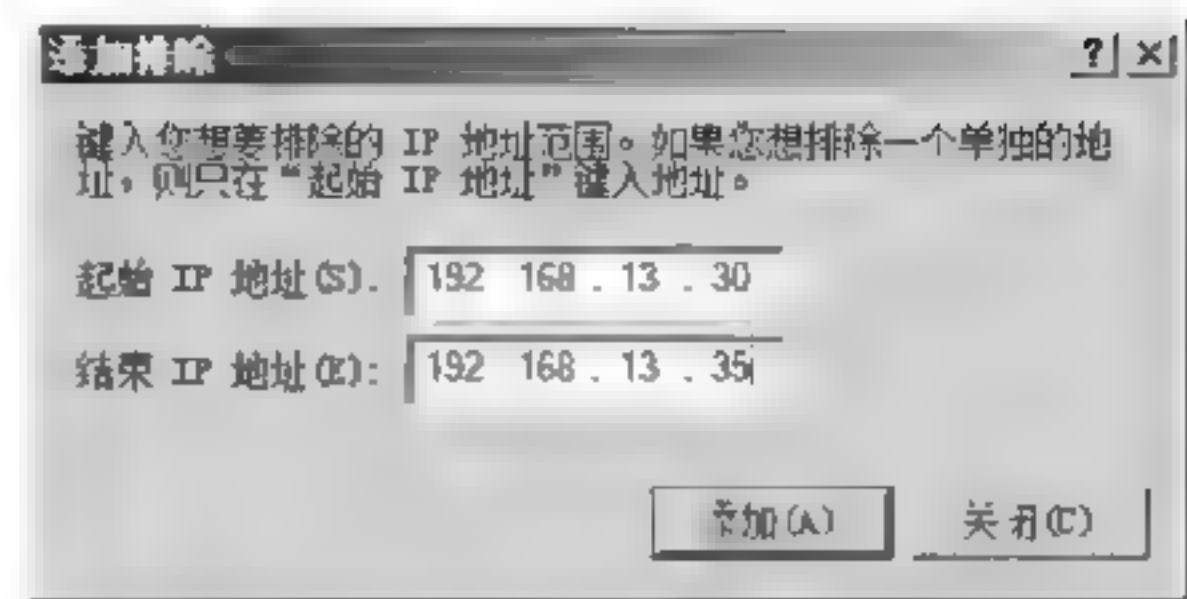 添加排除
? ×
键入您想要排除的 IP 地址范围。如果您想排除一个单独的地
址，则只在“起始 IP 地址”键入地址。
起始 IP 地址(S).
192 168 . 13 . 30
结束 IP 地址(E):
192 168 . 13 . 35
添加(A) 关闭(C)